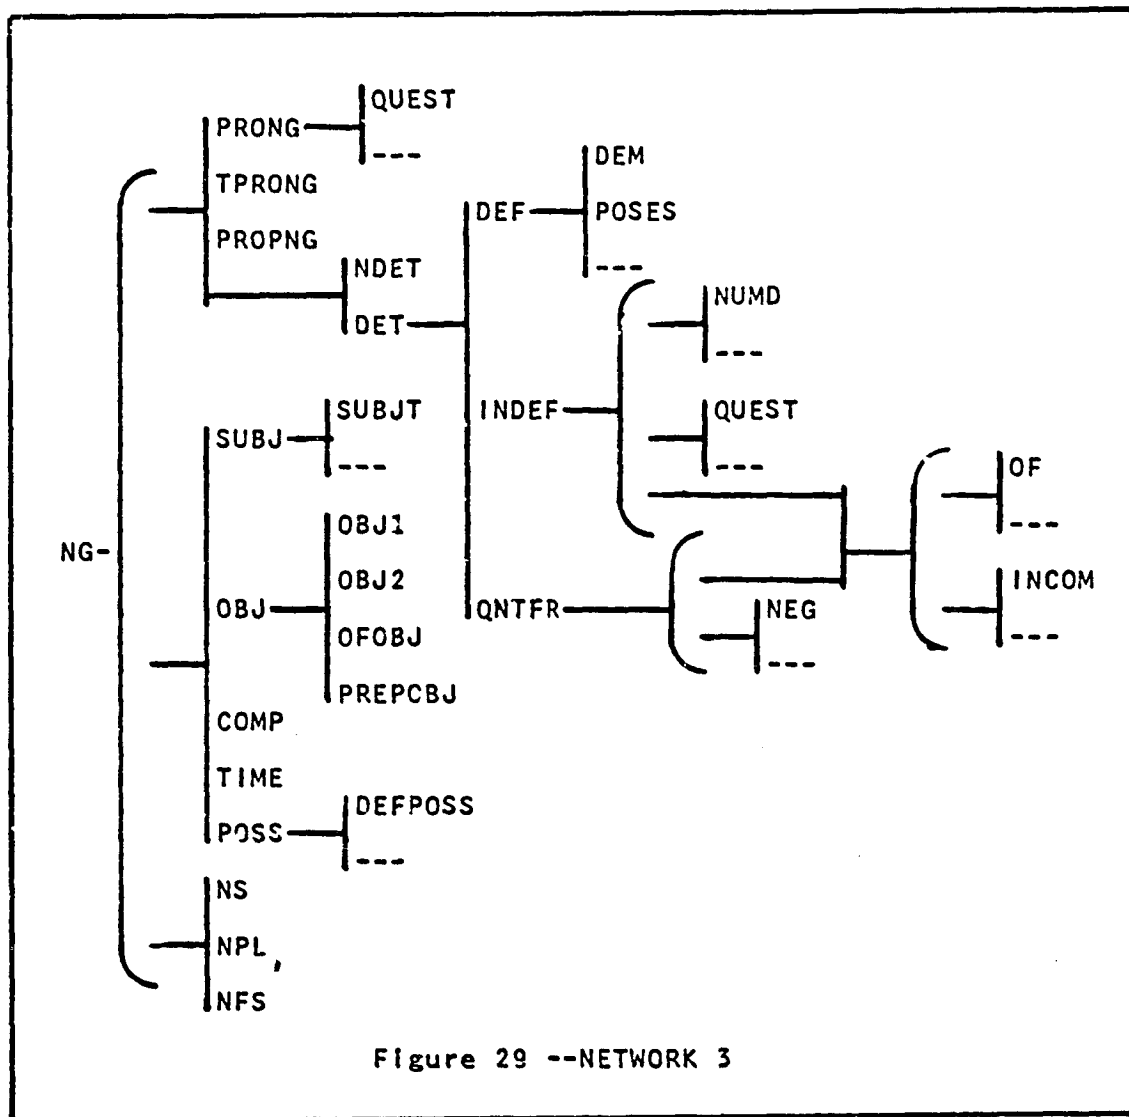 QUEST
PRONG
---
DEM
TPRONG
DEF
POSES
PROPNG
---
NDET
NUMD
DET
---
SUBJT
INDEF
QUEST
SUBJ
---
---
OF
OBJ1
---
NG-
OBJ2
INCOM
OBJ
QNTFR
NEG
---
OFOBJ
---
PREPCBJ
COMP
TIME
DEFPOSS
POSS
---
NS
NPL,
NFS
Figure 29 --NETWORK 3